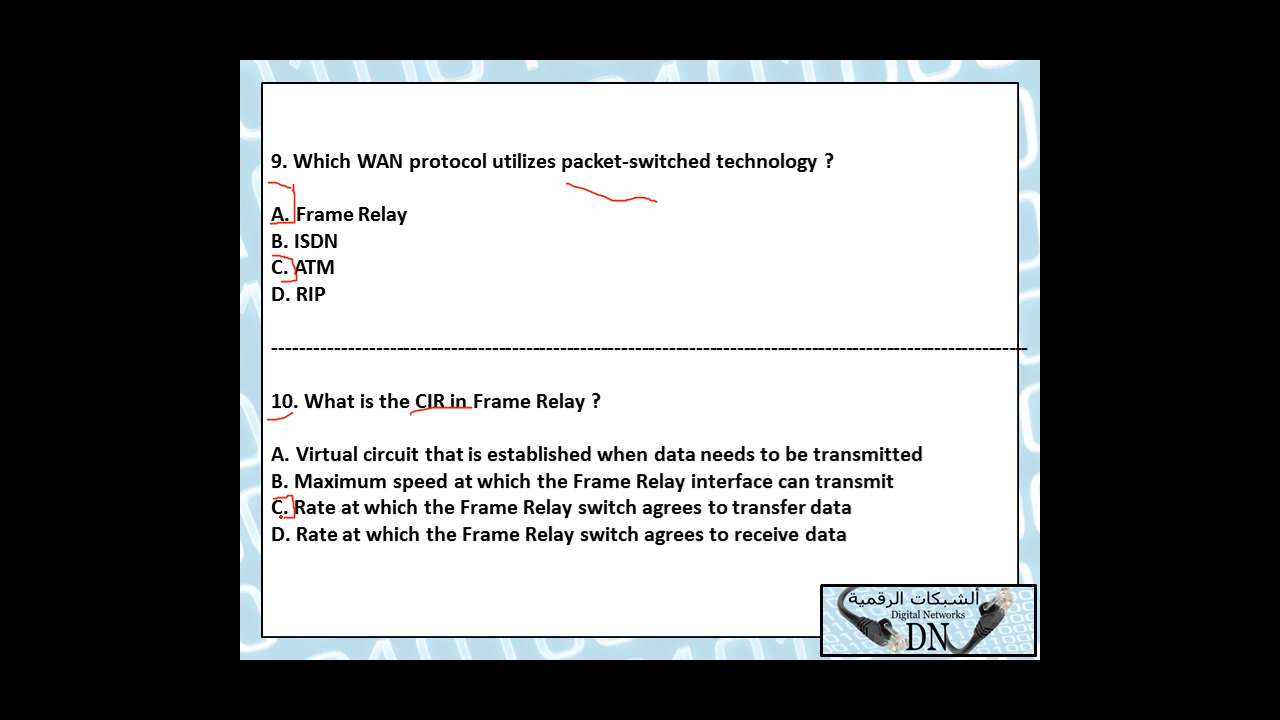 9. Which WAN protocol utilizes packet-switched technology ?
A. Frame Relay
B. ISDN
C. ATM
D. RIP
----------------------------------------------------------------------------------------------------------------
10. What is the CIR in Frame Relay ?
A. Virtual circuit that is established when data needs to be transmitted
B. Maximum speed at which the Frame Relay interface can transmit
C. Rate at which the Frame Relay switch agrees to transfer data
D. Rate at which the Frame Relay switch agrees to receive data
ألشبكات الرقمية
Digital Networks
DN